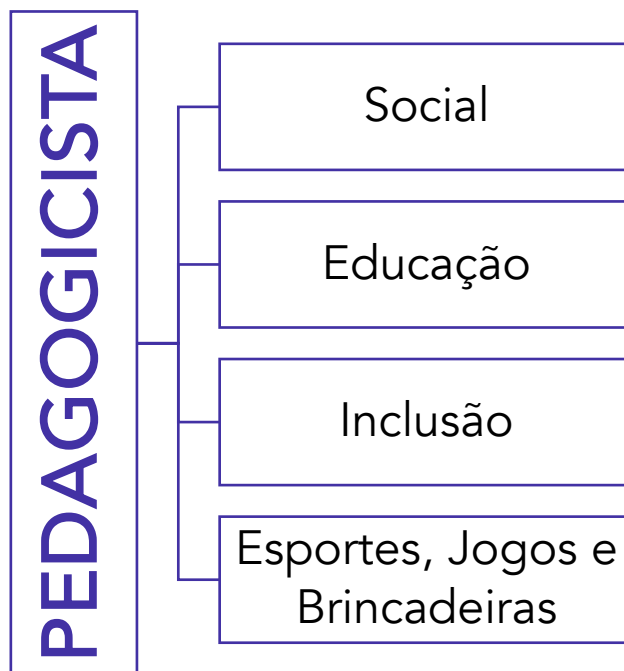 PEDAGOGICISTA
Social
Educação
Inclusão
Esportes, Jogos e
Brincadeiras